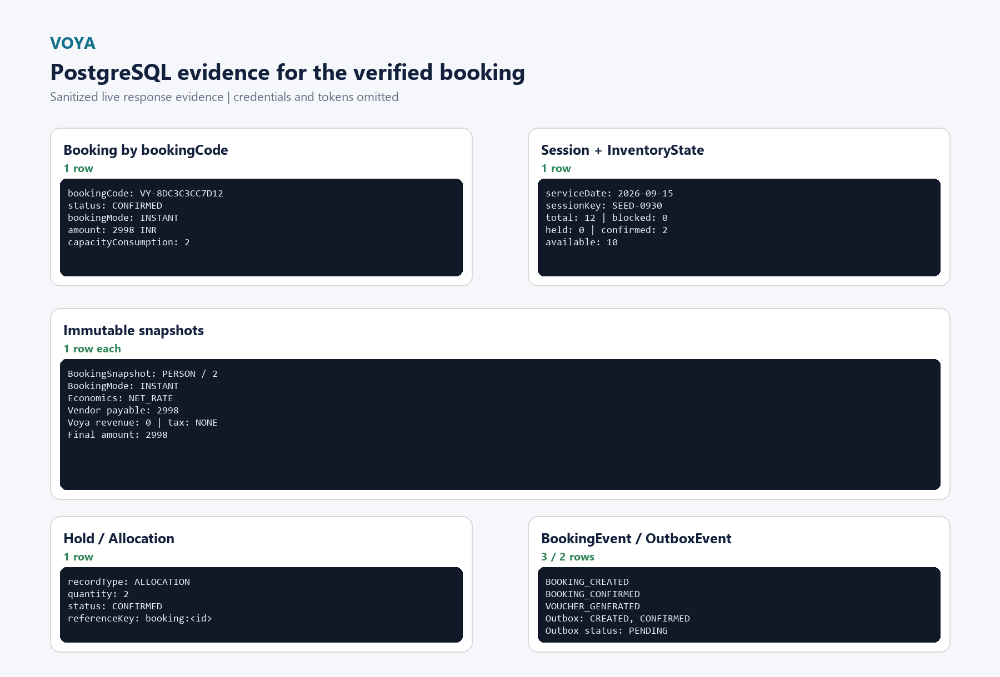 VOYA
PostgreSQL evidence for the verified booking
Sanitized live response evidence | credentials and tokens omitted
Booking by bookingCode
1 row
bookingCode: VY-8DC3C3CC7D12
status: CONFIRMED
bookingMode: INSTANT
amount: 2998 INR
capacityConsumption: 2
Session + InventoryState
1 row
serviceDate: 2026-09-15
sessionKey: SEED-0930
total: 12 | blocked: 0
held: 0 | confirmed: 2
available: 10
Immutable snapshots
1 row each
BookingSnapshot: PERSON / 2
BookingMode: INSTANT
Economics: NET_RATE
Vendor payable: 2998
Voya revenue: 0 | tax: NONE
Final amount: 2998
Hold / Allocation
1 row
recordType: ALLOCATION
quantity: 2
status: CONFIRMED
referenceKey: booking:<id>
BookingEvent / OutboxEvent
3 / 2 rows
BOOKING_CREATED
BOOKING_CONFIRMED
VOUCHER_GENERATED
Outbox: CREATED, CONFIRMED
Outbox status: PENDING